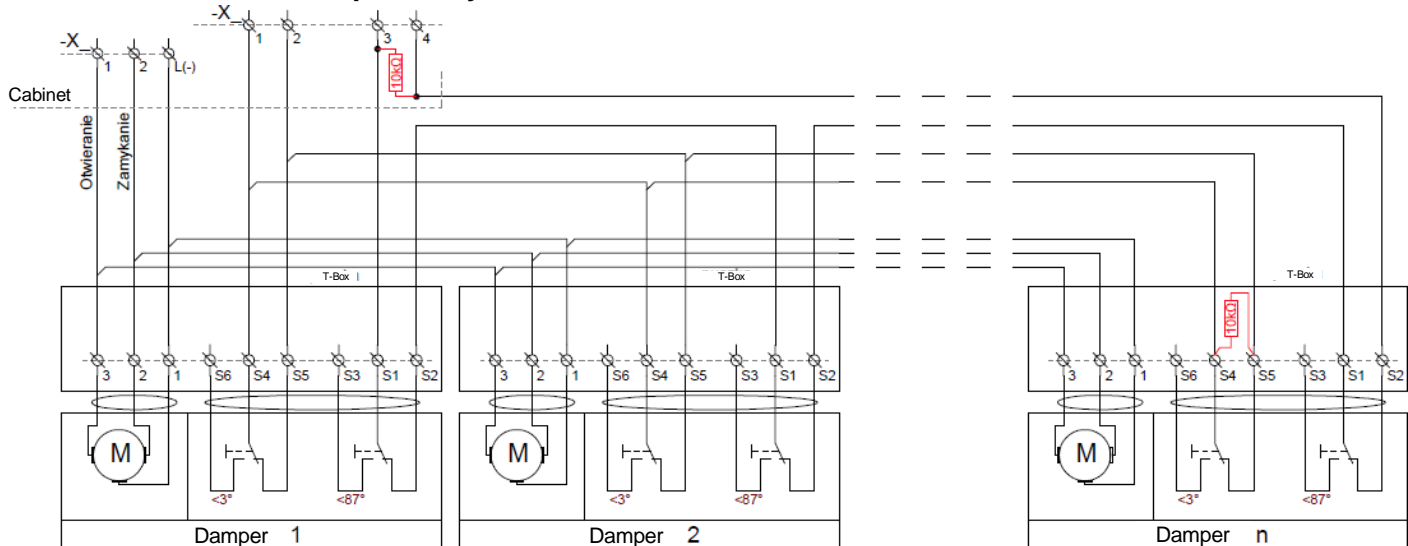 -X_
1 2 3 4
-X_
1 2 L(-)
10kΩ
Cabinet
Otwieranie
Zamykanie
T-Box T-Box T-Box
10kΩ
3 2 1 S6 S4 S5 S3 S1 S2
3 2 1 S6 S4 S5 S3 S1 S2
3 2 1 S6 S4 S5 S3 S1 S2
M M M
<3° <87° <3° <87° <3° <87°
Damper 1
Damper 2
Damper n